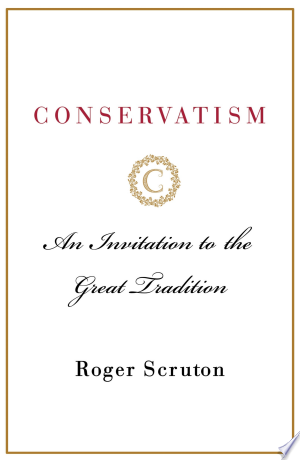 CONSERVATISM
C
An Invitation to the
Great Tradition
Roger Scruton